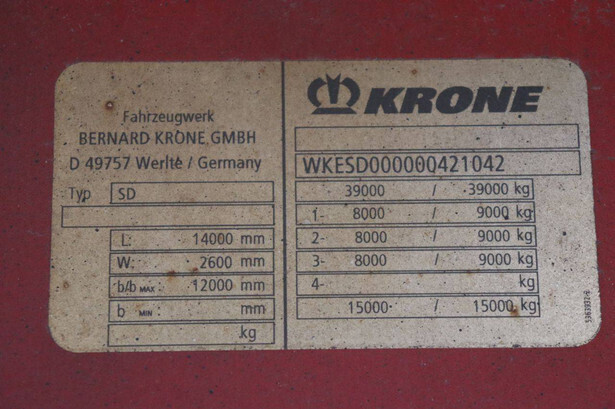 Fahrzeugwerk
BERNARD KRONE GMBH
D 49757 Werlte / Germany
Typ SD
L: 14000 mm
W: 2600 mm
b/b MAX: 12000 mm
b MIN: mm
kg
KRONE
WKESD000000421042
39000 / 39000 kg
1- 8000 / 9000 kg
2- 8000 / 9000 kg
3- 8000 / 9000 kg
4- kg
15000 / 15000 kg